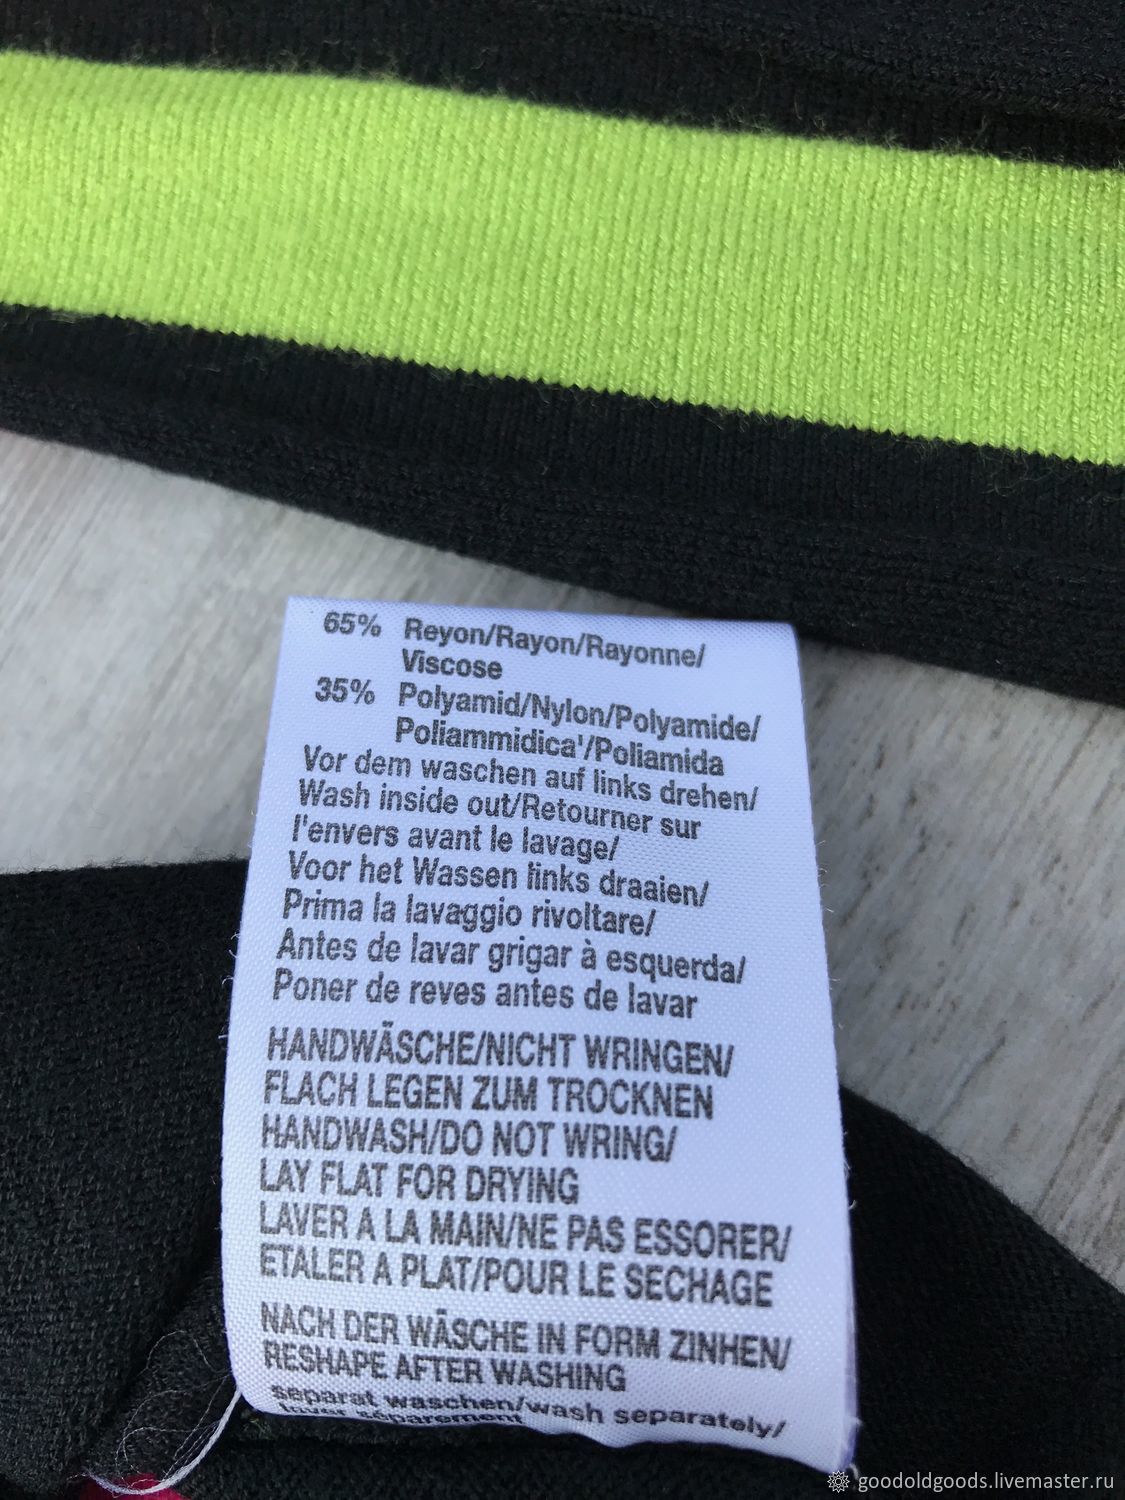 65% Reyon/Rayon/Rayonne/
Viscose
35% Polyamid/Nylon/Polyamide/
Poliammidica'/Poliamida
Vor dem waschen auf links drehen/
Wash inside out/Retourner sur
l'envers avant le lavage/
Voor het Wassen links draaien/
Prima la lavaggio rivoltare/
Antes de lavar grigar à esquerda/
Poner de reves antes de lavar
HANDWÄSCHE/NICHT WRINGEN/
FLACH LEGEN ZUM TROCKNEN
HANDWASH/DO NOT WRING/
LAY FLAT FOR DRYING
LAVER A LA MAIN/NE PAS ESSORER/
ETALER A PLAT/POUR LE SECHAGE
NACH DER WÄSCHE IN FORM ZINHEN/
RESHAPE AFTER WASHING
separat waschen/wash separately/
laver séparement
goodoldgoods.livemaster.ru